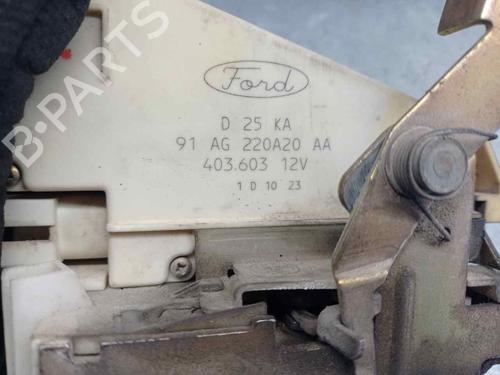 Ford
D 25 KA
91 AG 220A20 AA
403.603 12V
1 D 10 23
B-PARTS